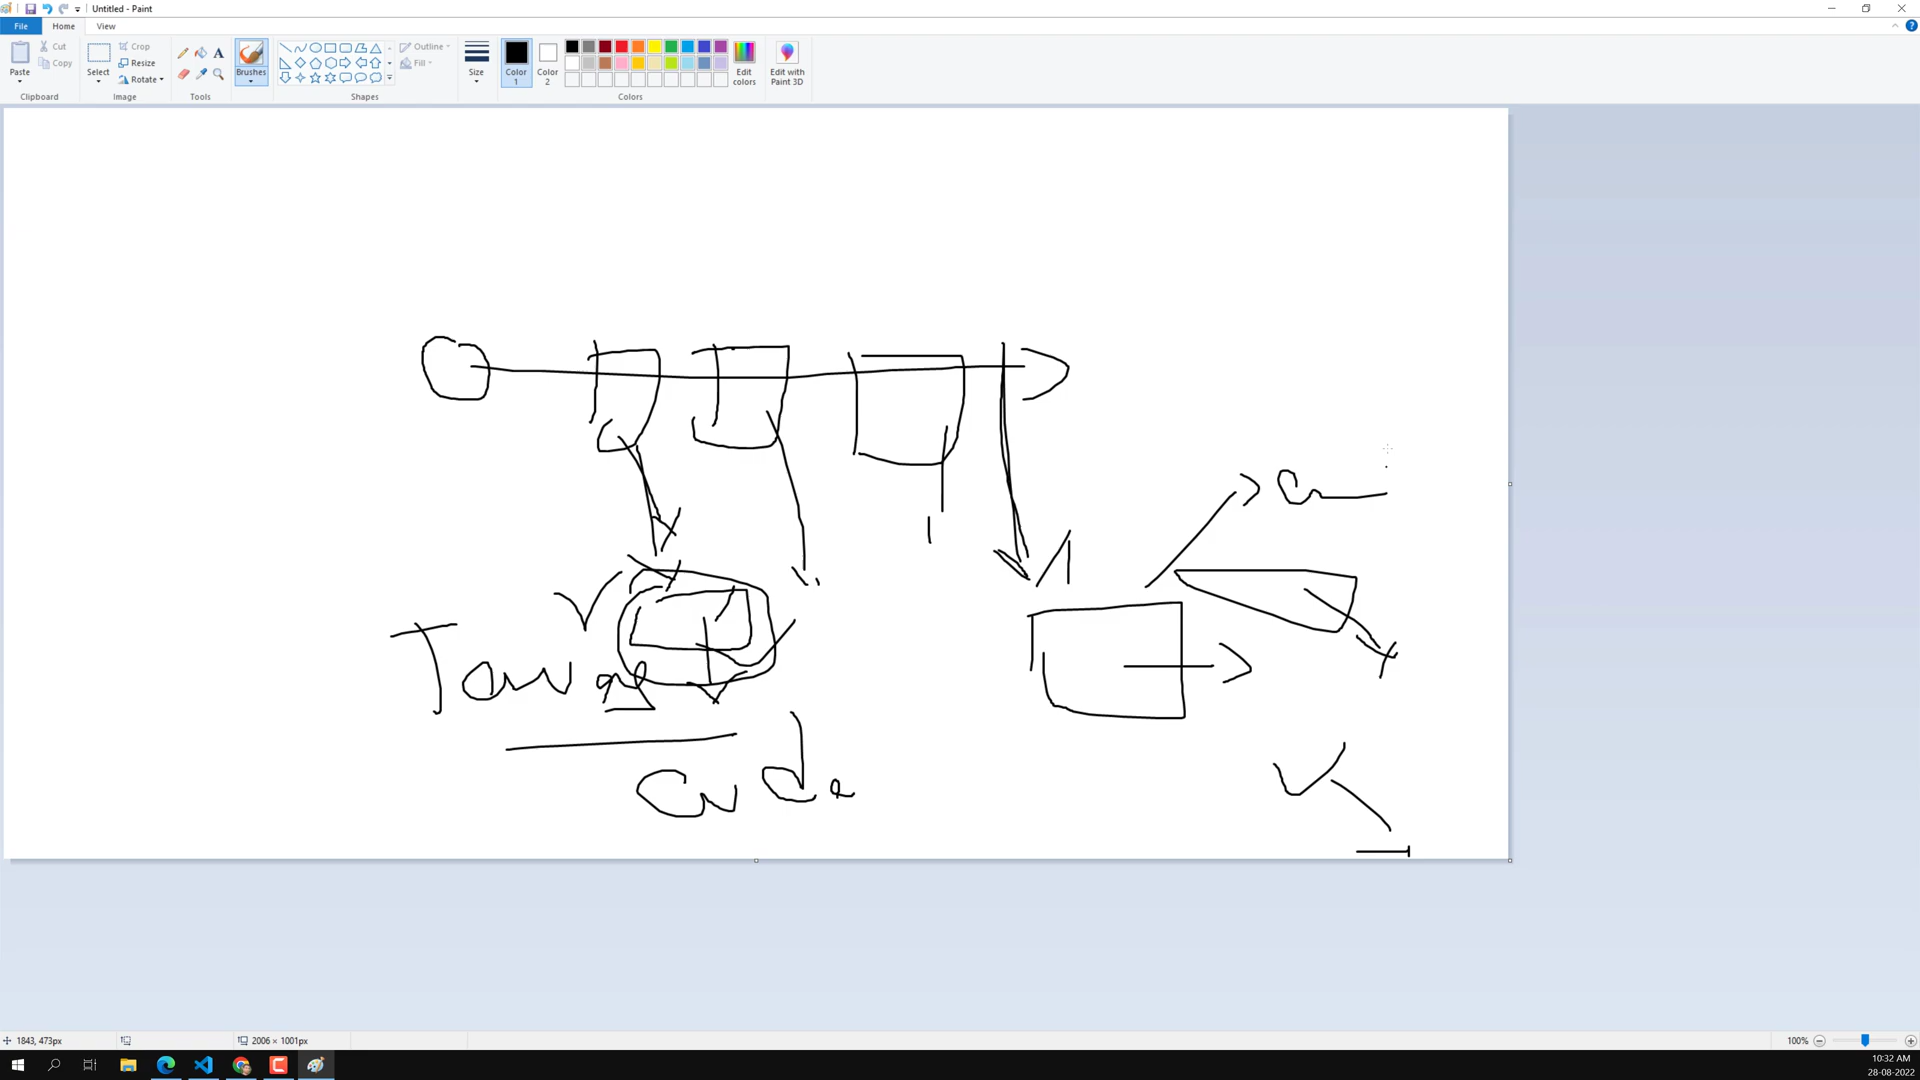 Untitled - Paint
File
Home
View
Paste
Cut
Copy
Clipboard
Select
Crop
Resize
Rotate
Image
A
Tools
Brushes
Outline
Fill
Shapes
Size
Color
1
Color
2
Edit
colors
Edit with
Paint 3D
Colors
1843, 473px
2006 × 1001px
100%
10:32 AM
28-08-2022